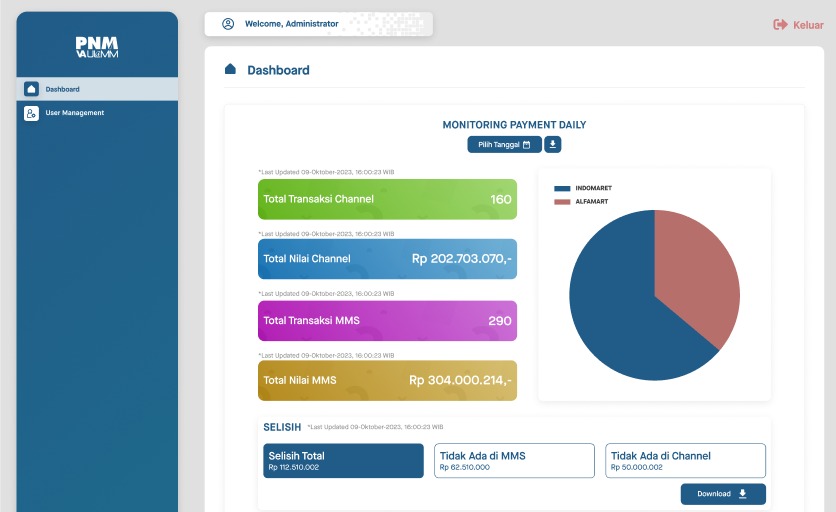 PNM
ULaMM
Dashboard
User Management
Welcome, Administrator
Keluar
Dashboard
MONITORING PAYMENT DAILY
Pilih Tanggal
*Last Updated 09-Oktober-2023, 16:00:23 WIB
Total Transaksi Channel 160
*Last Updated 09-Oktober-2023, 16:00:23 WIB
Total Nilai Channel Rp 202.703.070,-
*Last Updated 09-Oktober-2023, 16:00:23 WIB
Total Transaksi MMS 290
*Last Updated 09-Oktober-2023, 16:00:23 WIB
Total Nilai MMS Rp 304.000.214,-
INDOMARET
ALFAMART
SELISIH *Last Updated 09-Oktober-2023, 16:00:23 WIB
Selisih Total
Rp 112.510.002
Tidak Ada di MMS
Rp 62.510.000
Tidak Ada di Channel
Rp 50.000.002
Download